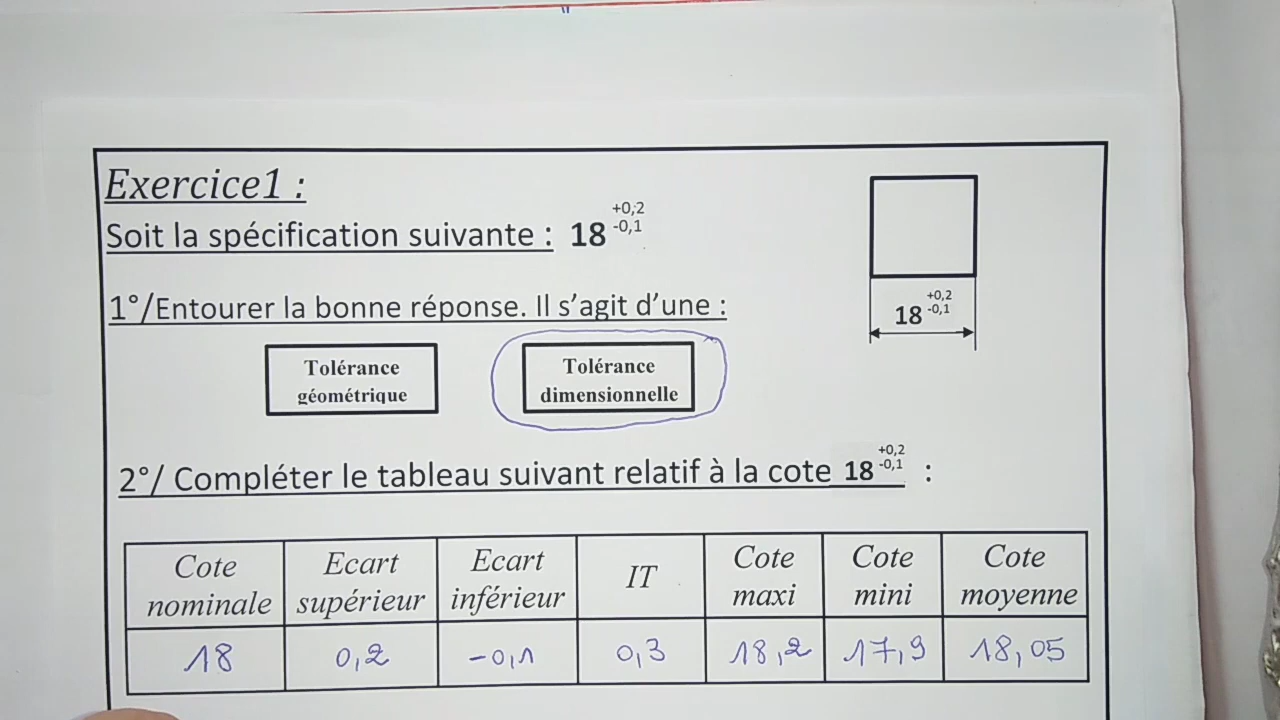 Exercice1 :
Soit la spécification suivante : 18 +0,2 -0,1
1°/Entourer la bonne réponse. Il s'agit d'une :
Tolérance géométrique
Tolérance dimensionnelle
18 +0,2 -0,1
2°/ Compléter le tableau suivant relatif à la cote 18 +0,2 -0,1 :
Cote nominale | Ecart supérieur | Ecart inférieur | IT | Cote maxi | Cote mini | Cote moyenne
18 | 0,2 | -0,1 | 0,3 | 18,2 | 17,9 | 18,05